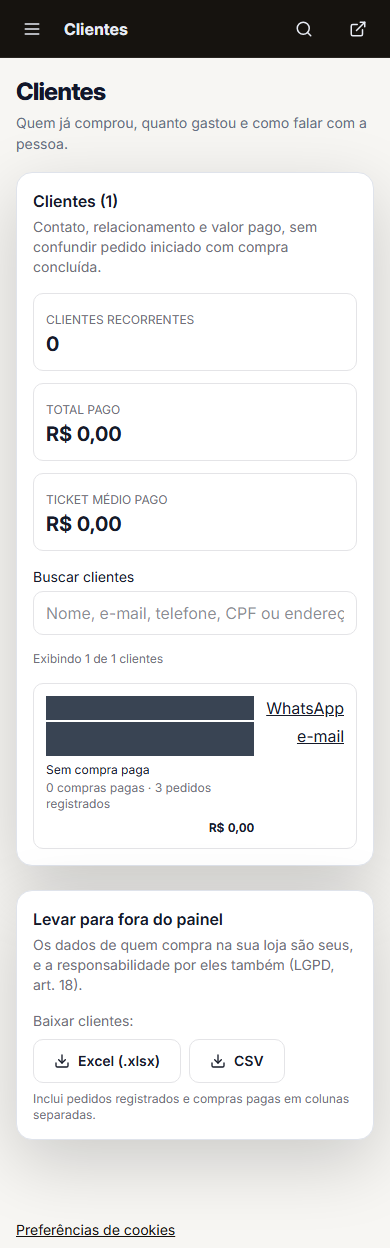 Clientes
Clientes
Quem já comprou, quanto gastou e como falar com a
pessoa.
Clientes (1)
Contato, relacionamento e valor pago, sem
confundir pedido iniciado com compra
concluída.
CLIENTES RECORRENTES
0
TOTAL PAGO
R$ 0,00
TICKET MÉDIO PAGO
R$ 0,00
Buscar clientes
Nome, e-mail, telefone, CPF ou endereç
Exibindo 1 de 1 clientes
WhatsApp
e-mail
Sem compra paga
0 compras pagas · 3 pedidos
registrados
R$ 0,00
Levar para fora do painel
Os dados de quem compra na sua loja são seus,
e a responsabilidade por eles também (LGPD,
art. 18).
Baixar clientes:
Excel (.xlsx)
CSV
Inclui pedidos registrados e compras pagas em colunas
separadas.
Preferências de cookies